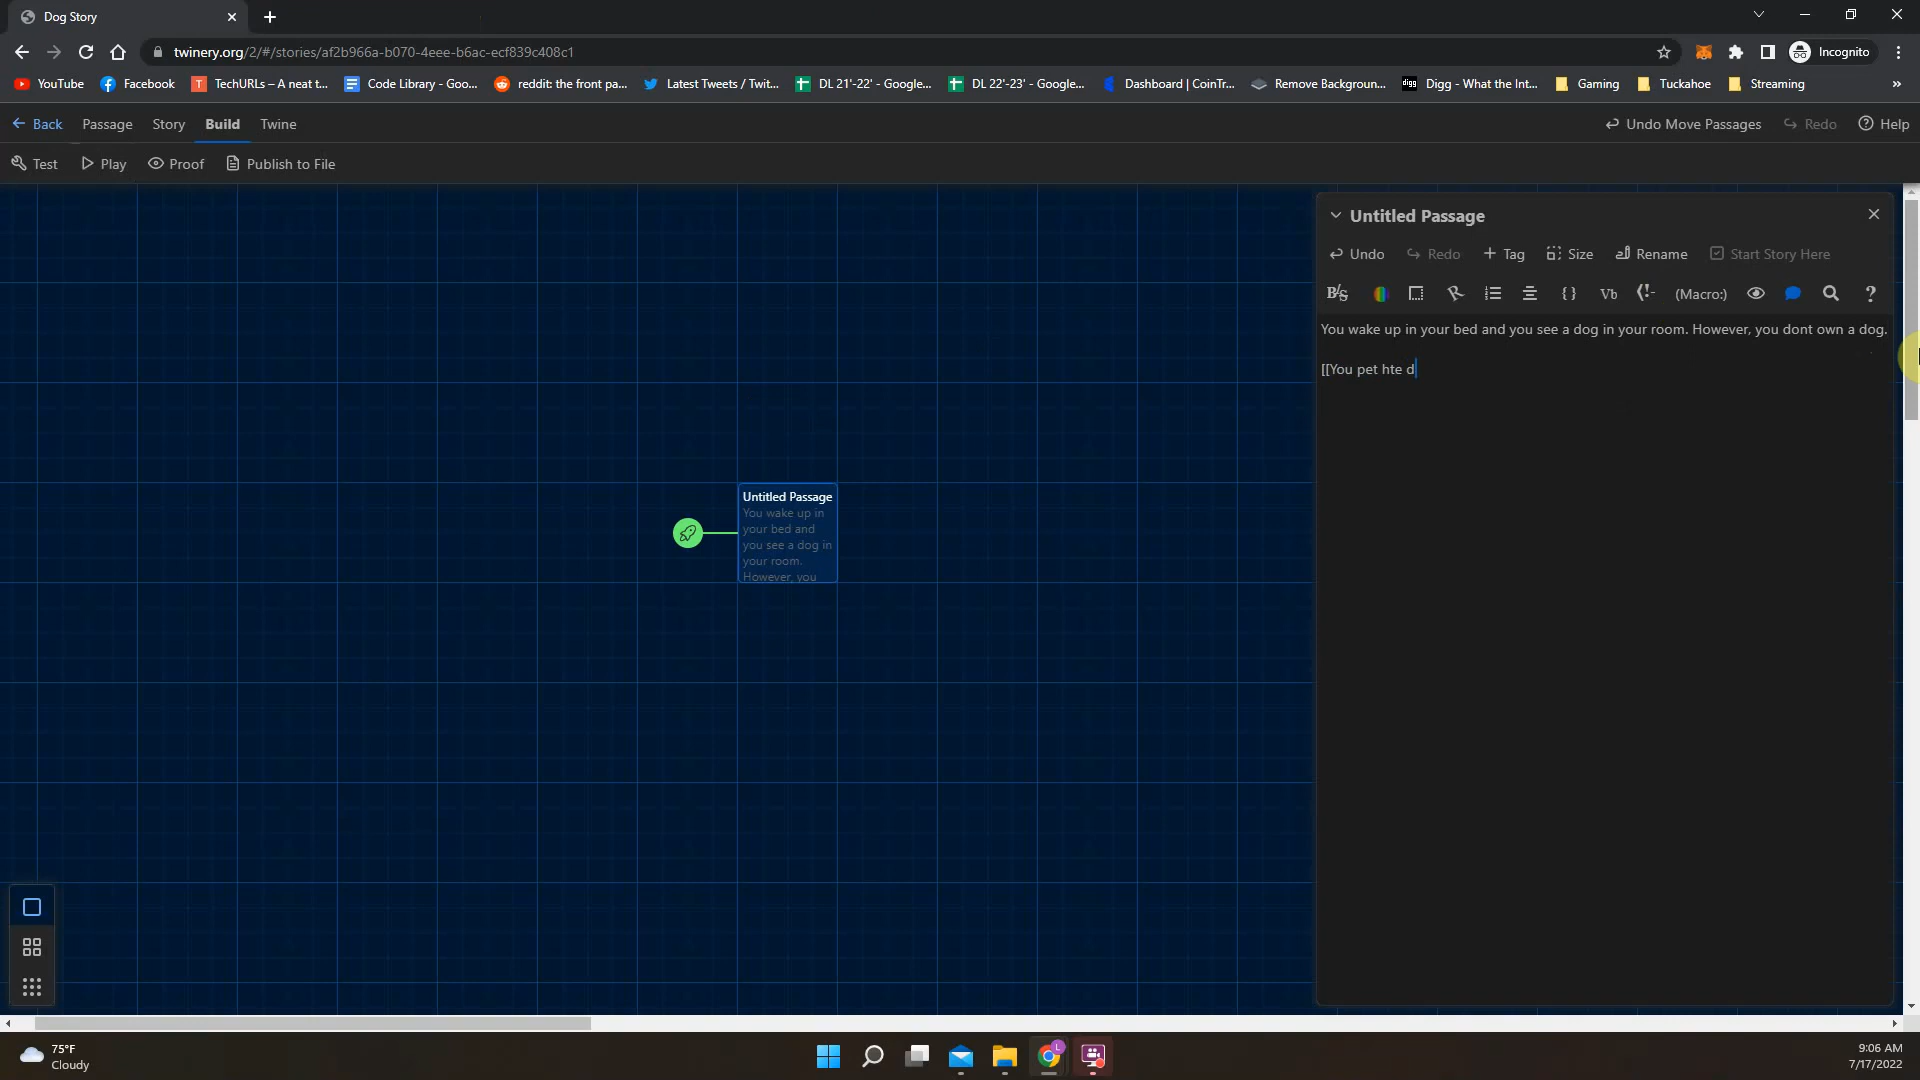 Dog Story
twinery.org/2/#/stories/af2b966a-b070-4eee-b6ac-ecf839c408c1
Incognito
YouTube Facebook TechURLs – A neat t... Code Library - Goo... reddit: the front pa... Latest Tweets / Twit... DL 21'-22' - Google... DL 22'-23' - Google... Dashboard | CoinTr... Remove Backgroun... Digg - What the Int... Gaming Tuckahoe Streaming »
Back Passage Story Build Twine Undo Move Passages Redo Help
Test Play Proof Publish to File
Untitled Passage
Undo Redo + Tag Size Rename Start Story Here
(Macro:)
You wake up in your bed and you see a dog in your room. However, you dont own a dog.
[[You pet hte d
Untitled Passage
You wake up in
your bed and
you see a dog in
your room.
However, you
75°F
Cloudy
9:06 AM
7/17/2022